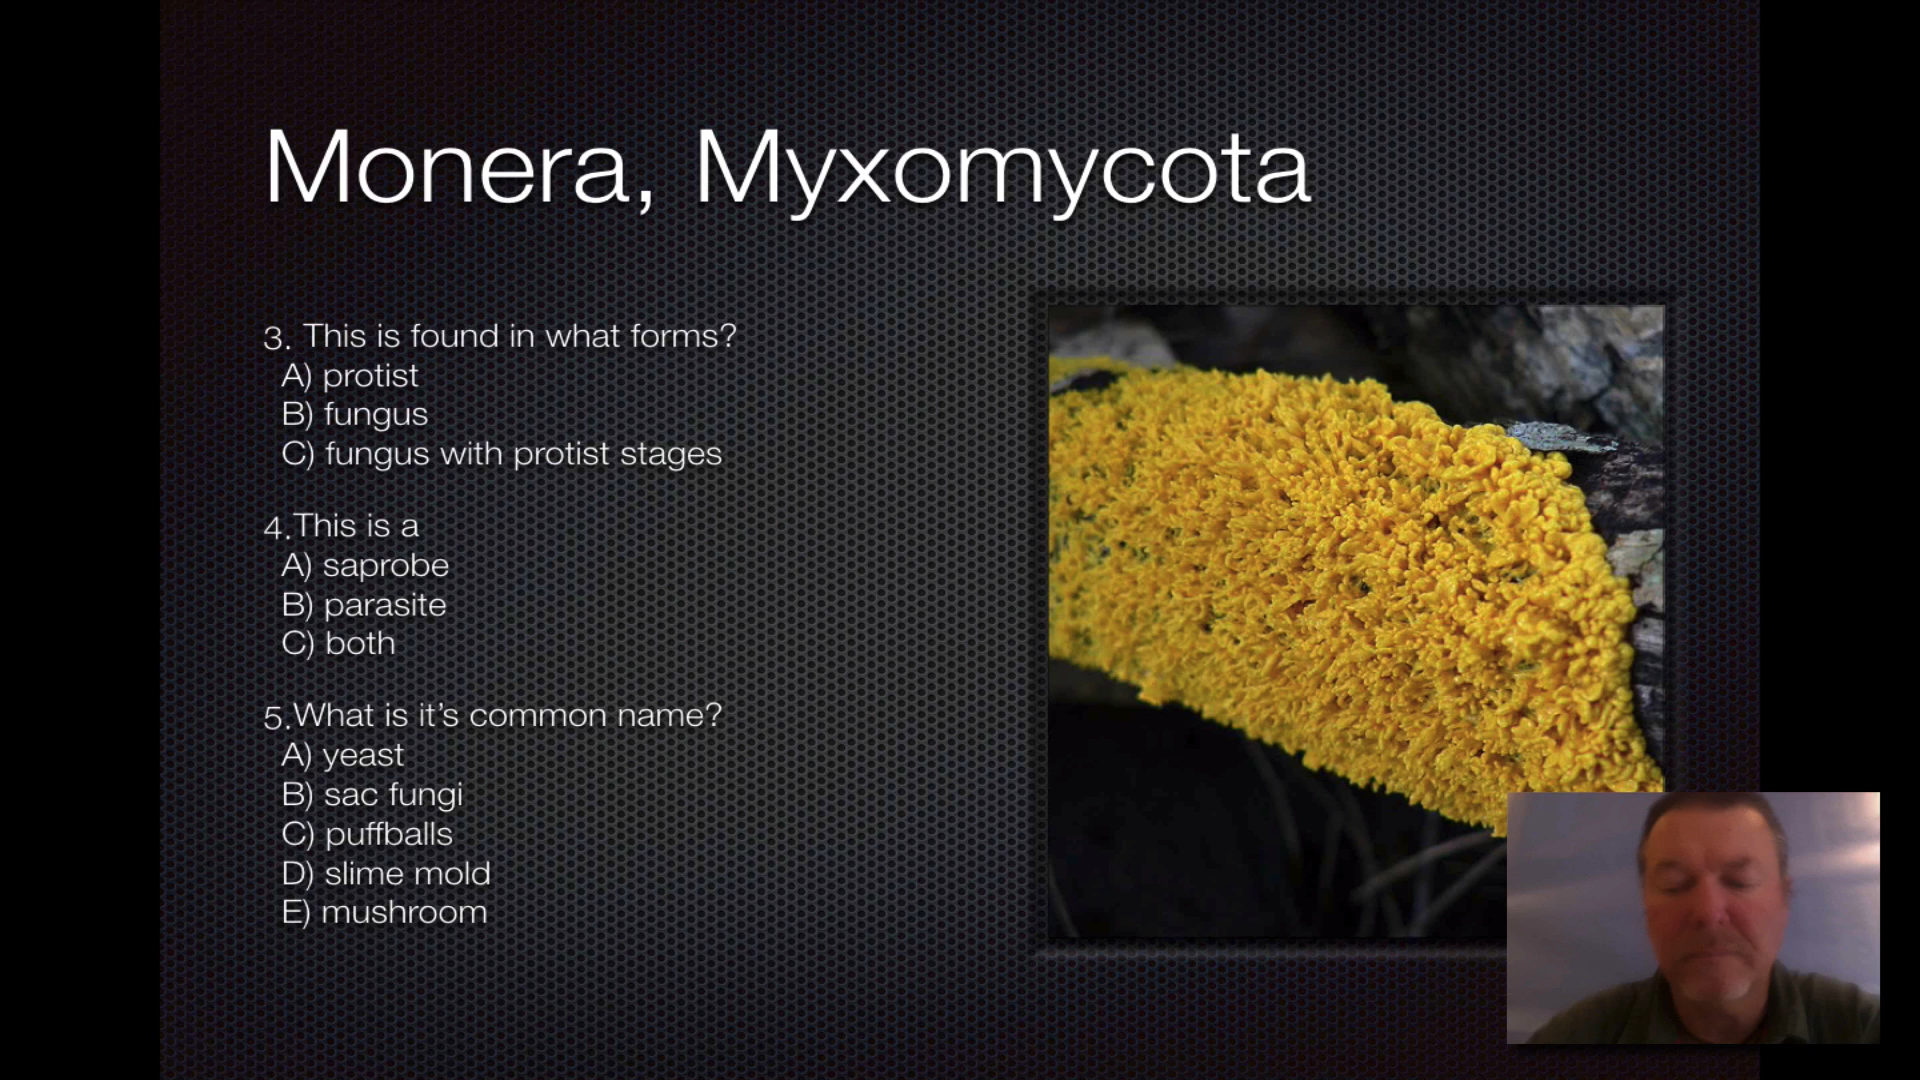 Monera, Myxomycota
3. This is found in what forms?
A) protist
B) fungus
C) fungus with protist stages
4.This is a
A) saprobe
B) parasite
C) both
5.What is it’s common name?
A) yeast
B) sac fungi
C) puffballs
D) slime mold
E) mushroom